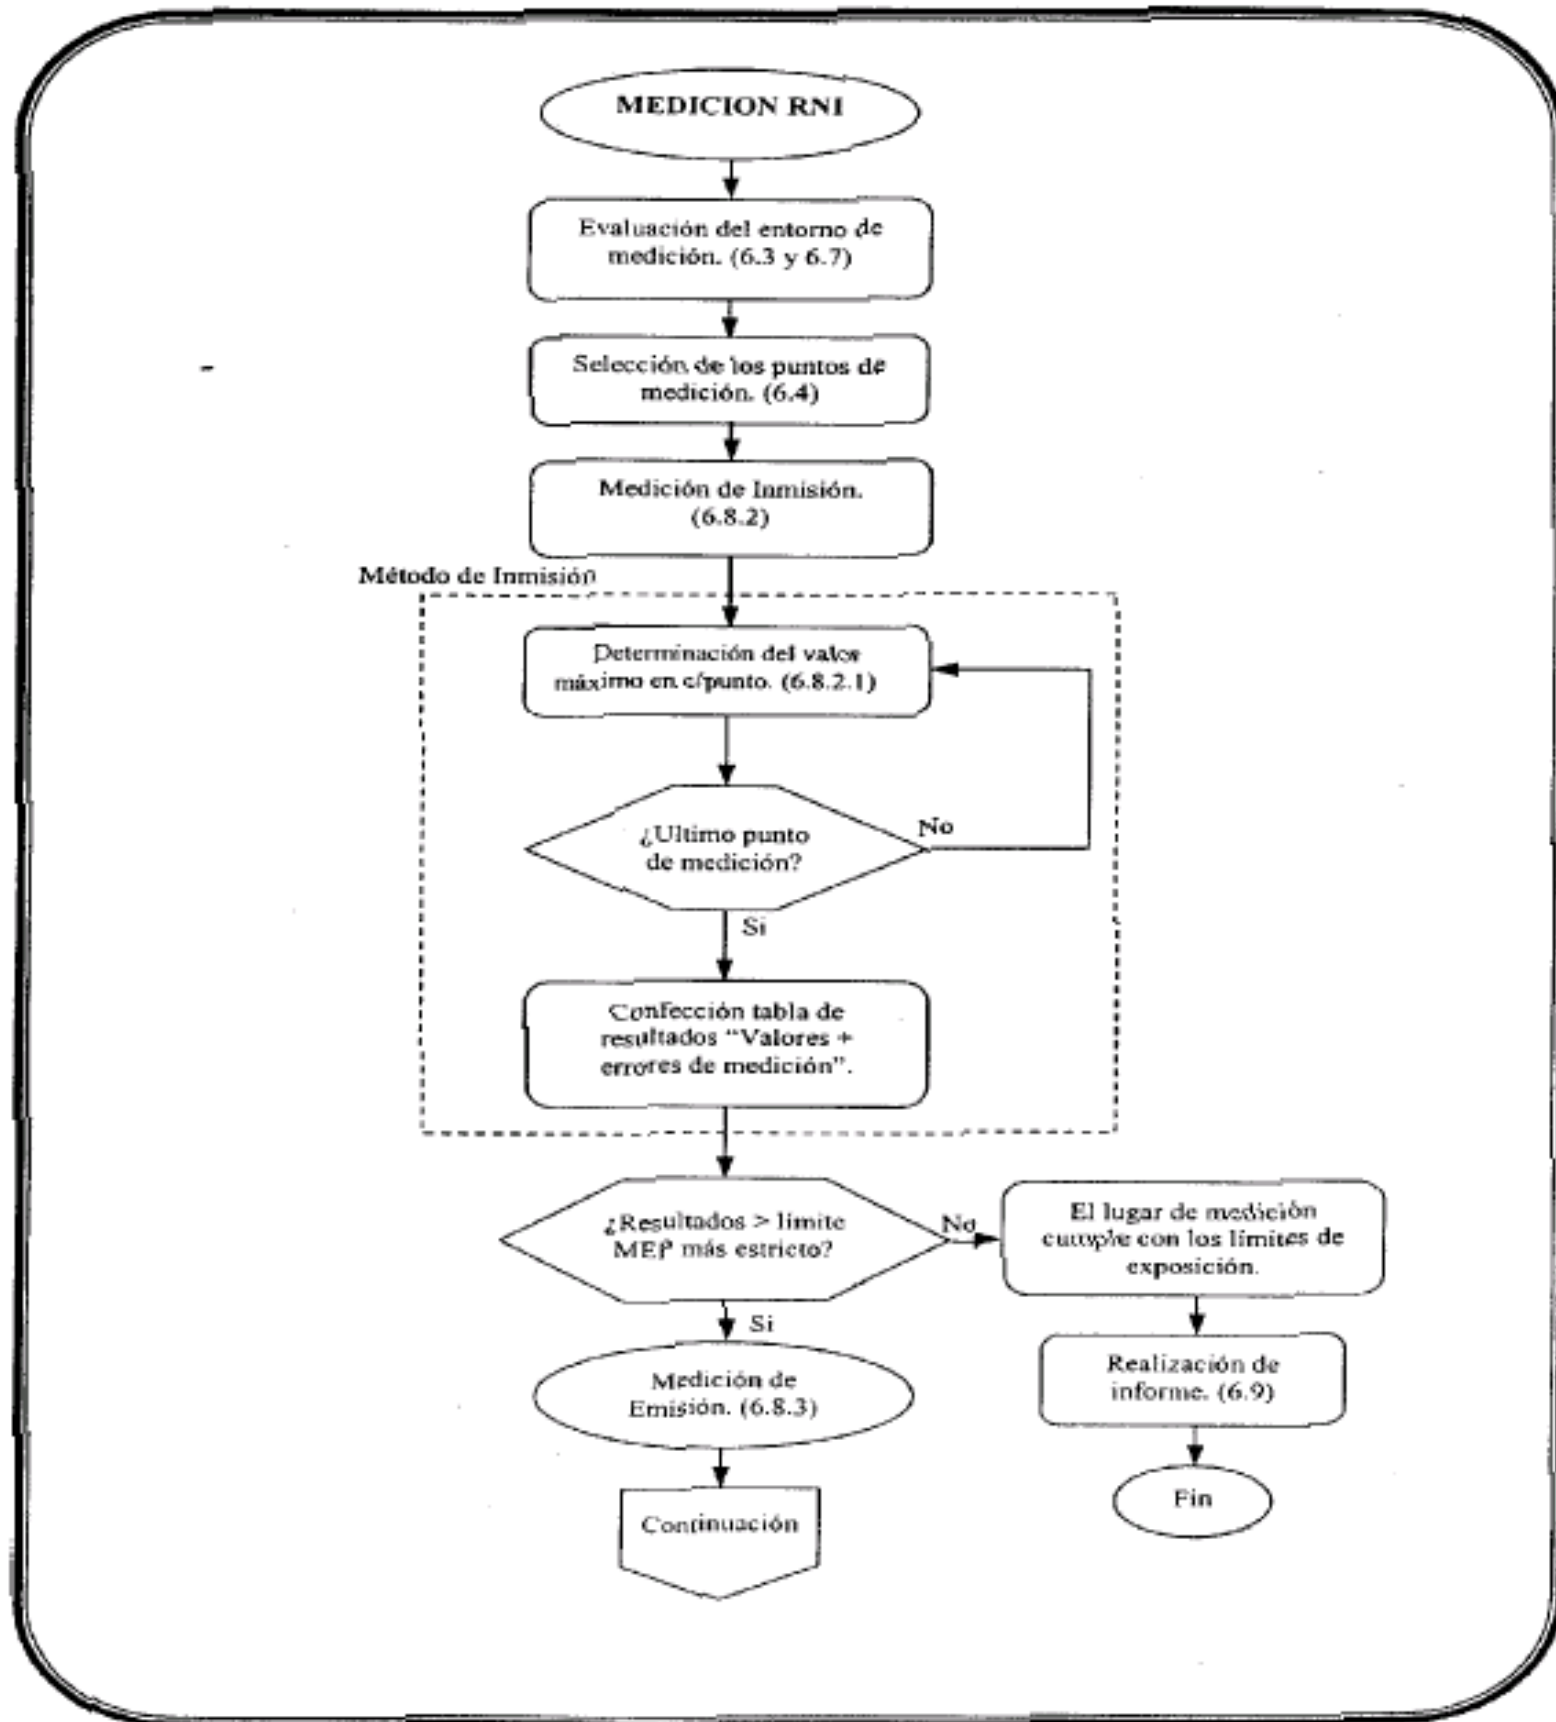 MEDICION RNI
Evaluación del entorno de
medición. (6.3 y 6.7)
Selección de los puntos de
medición. (6.4)
Medición de Inmisión.
(6.8.2)
Método de Inmisión
Determinación del valor
máximo en c/punto. (6.8.2.1)
¿Ultimo punto
de medición?
No
Si
Confección tabla de
resultados “Valores +
errores de medición”.
¿Resultados > límite
MEP más estricto?
No
El lugar de medición
cumple con los límites de
exposición.
Si
Medición de
Emisión. (6.8.3)
Realización de
informe. (6.9)
Continuación
Fin